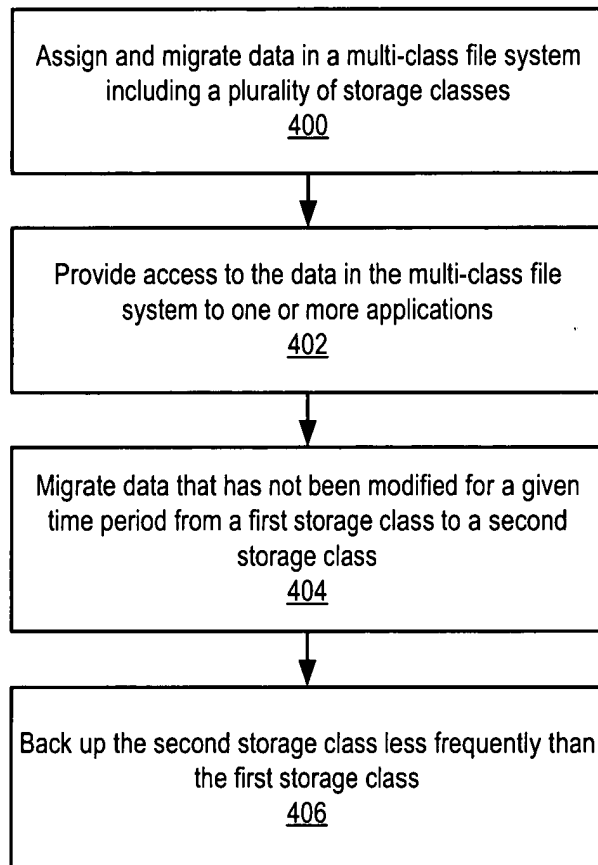 Assign and migrate data in a multi-class file system
including a plurality of storage classes
400
Provide access to the data in the multi-class file
system to one or more applications
402
Migrate data that has not been modified for a given
time period from a first storage class to a second
storage class
404
Back up the second storage class less frequently than
the first storage class
406